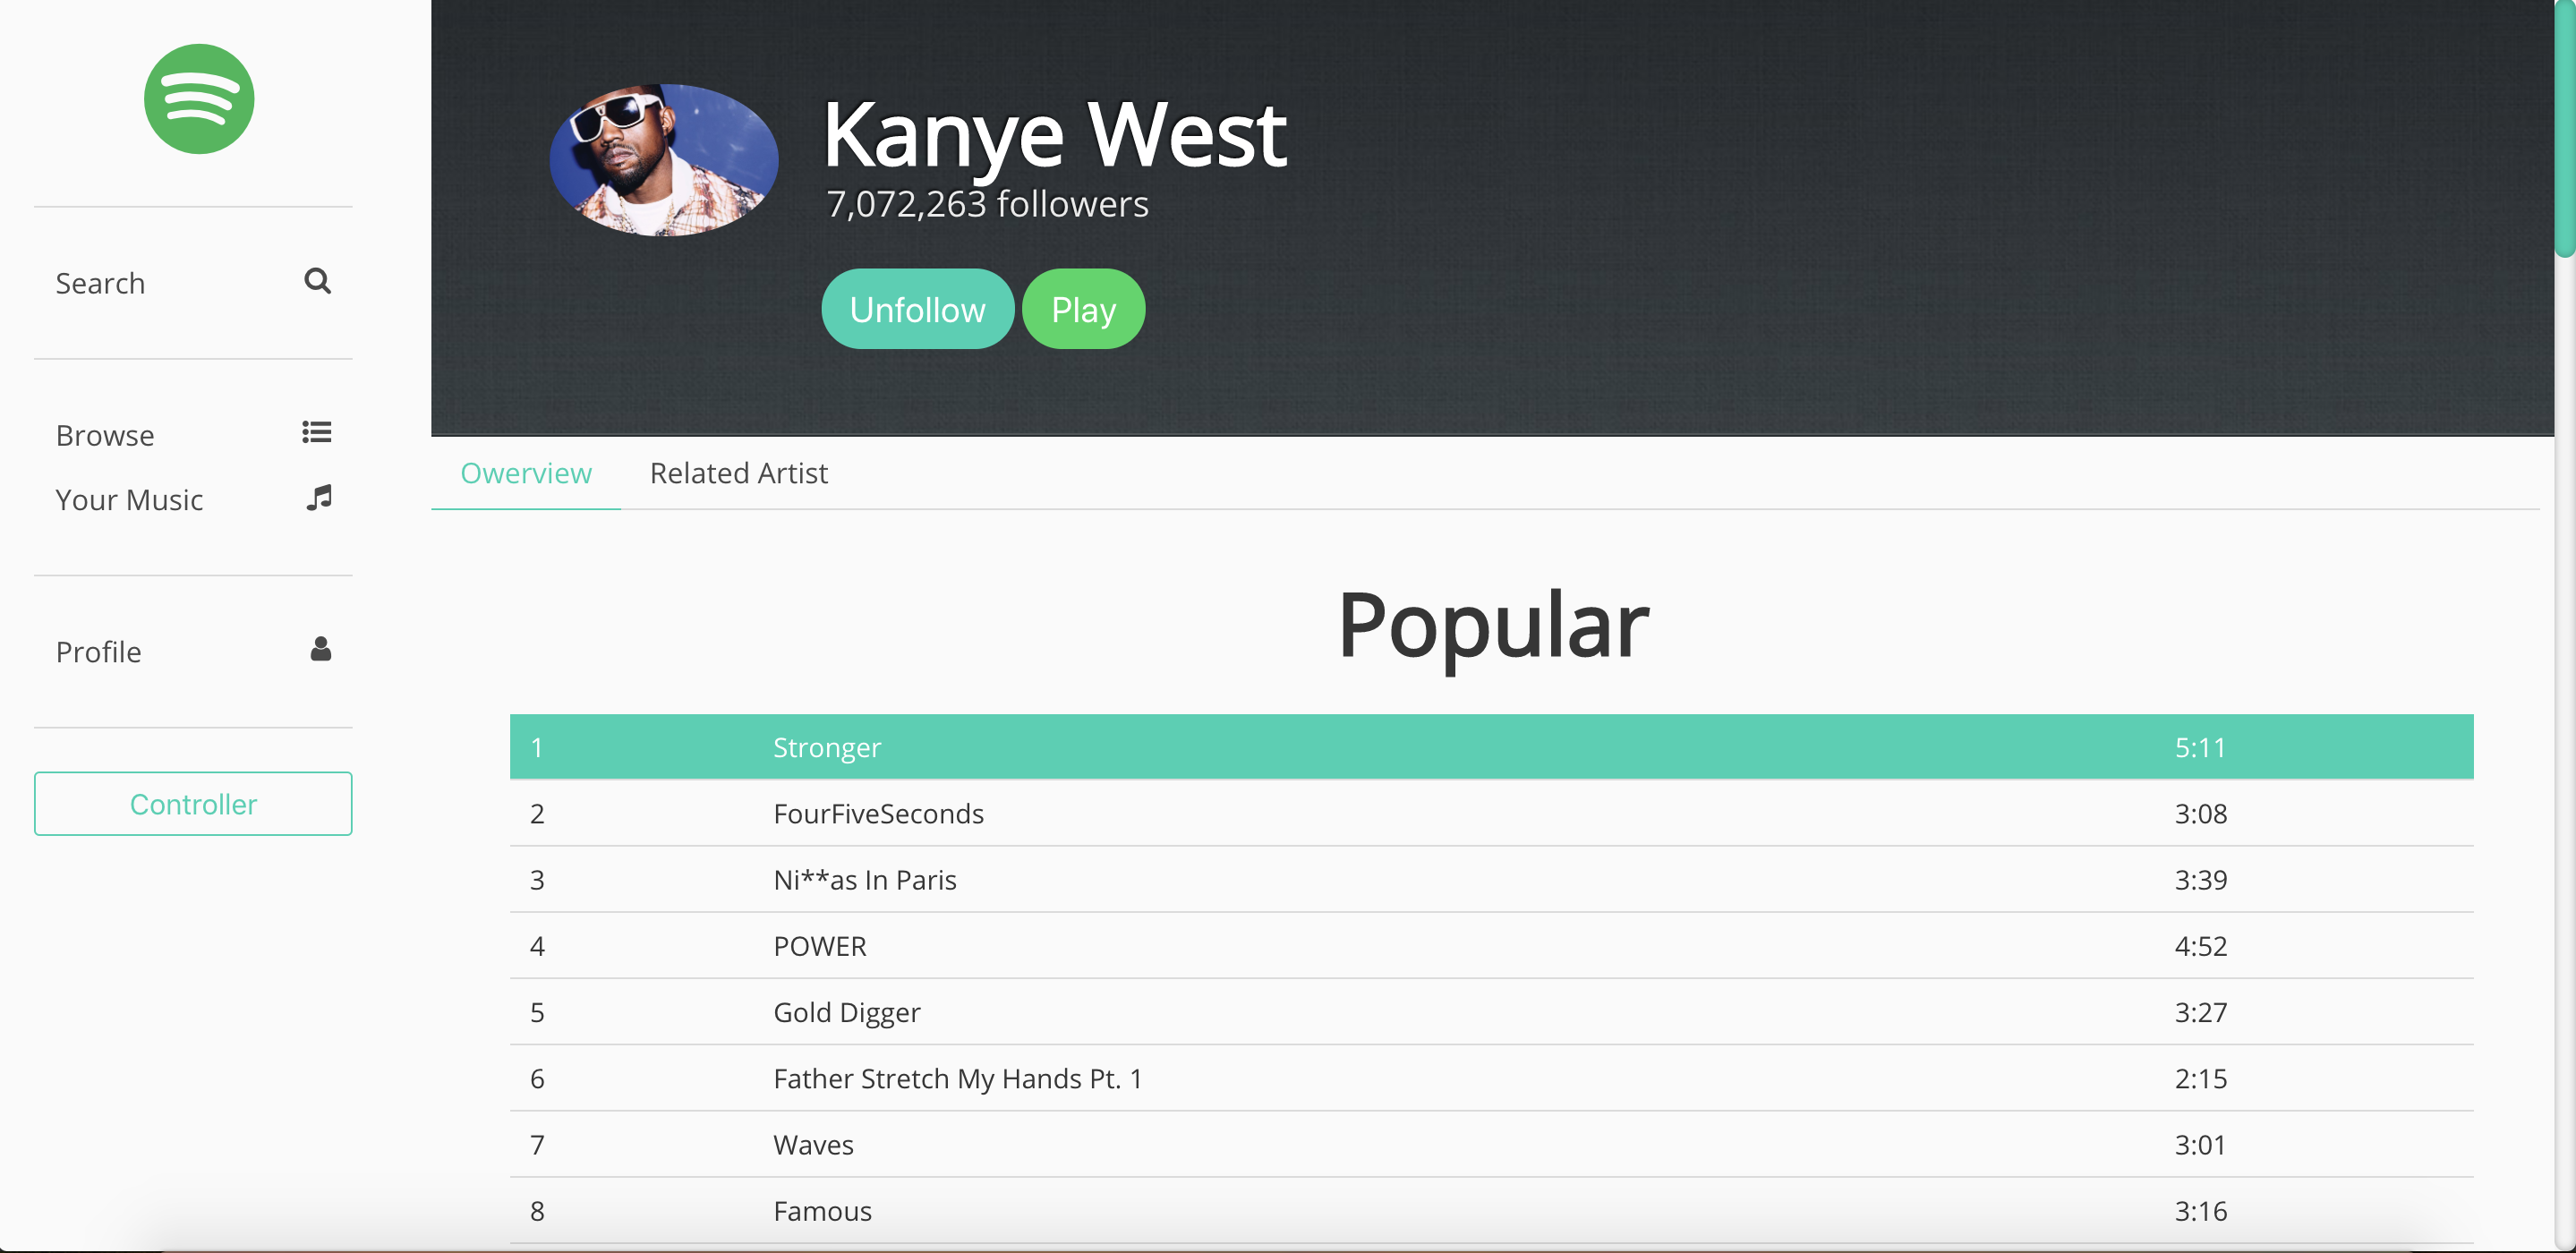 Search
Browse
Your Music
Profile
Controller
Kanye West
7,072,263 followers
Unfollow Play
Owerview Related Artist
Popular
1 Stronger 5:11
2 FourFiveSeconds 3:08
3 Ni**as In Paris 3:39
4 POWER 4:52
5 Gold Digger 3:27
6 Father Stretch My Hands Pt. 1 2:15
7 Waves 3:01
8 Famous 3:16